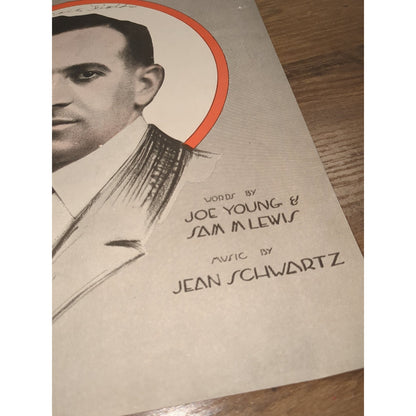 WORDS BY
JOE YOUNG &
SAM M LEWIS
MUSIC BY
JEAN SCHWARTZ